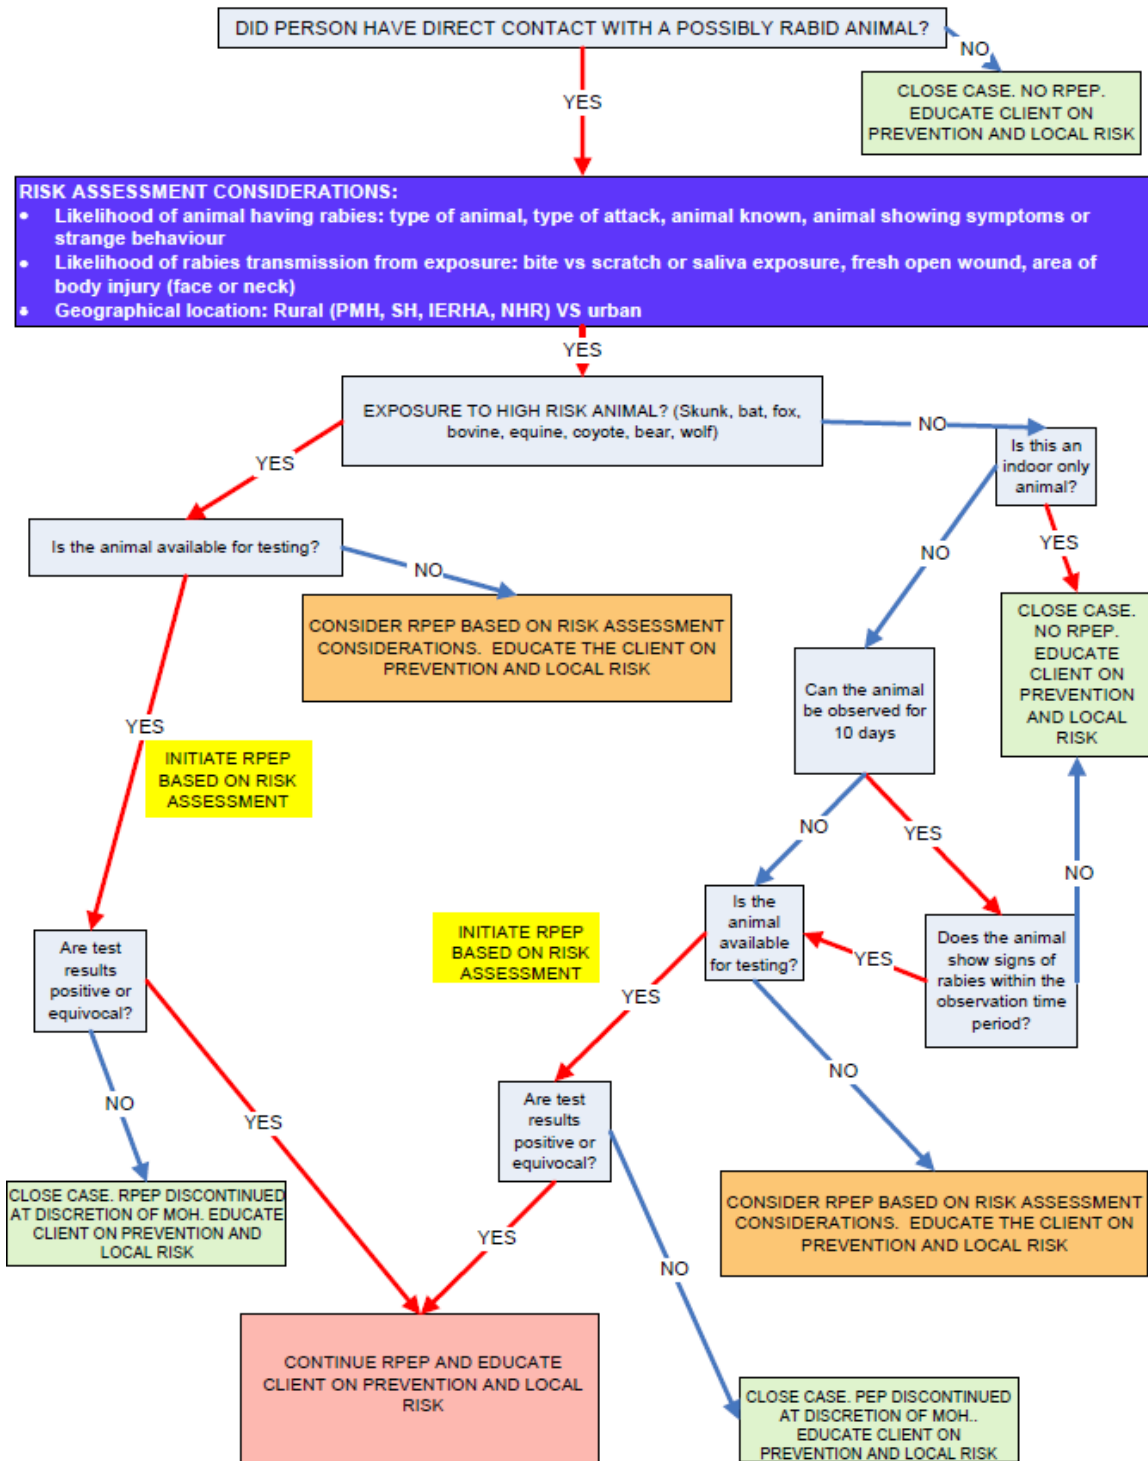 DID PERSON HAVE DIRECT CONTACT WITH A POSSIBLY RABID ANIMAL?
NO
CLOSE CASE. NO RPEP.
EDUCATE CLIENT ON
PREVENTION AND LOCAL RISK
YES
RISK ASSESSMENT CONSIDERATIONS:
• Likelihood of animal having rabies: type of animal, type of attack, animal known, animal showing symptoms or
strange behaviour
• Likelihood of rabies transmission from exposure: bite vs scratch or saliva exposure, fresh open wound, area of
body injury (face or neck)
• Geographical location: Rural (PMH, SH, IERHA, NHR) VS urban
YES
EXPOSURE TO HIGH RISK ANIMAL? (Skunk, bat, fox,
bovine, equine, coyote, bear, wolf)
NO
Is this an
indoor only
animal?
YES
Is the animal available for testing?
NO
CONSIDER RPEP BASED ON RISK ASSESSMENT
CONSIDERATIONS.  EDUCATE THE CLIENT ON
PREVENTION AND LOCAL RISK
NO
YES
CLOSE CASE.
NO RPEP.
EDUCATE
CLIENT ON
PREVENTION
AND LOCAL
RISK
Can the animal
be observed for
10 days
YES
INITIATE RPEP
BASED ON RISK
ASSESSMENT
NO
YES
NO
Is the
animal
available
for testing?
YES
Does the animal
show signs of
rabies within the
observation time
period?
INITIATE RPEP
BASED ON RISK
ASSESSMENT
Are test
results
positive or
equivocal?
YES
NO
NO
YES
Are test
results
positive or
equivocal?
CLOSE CASE. RPEP DISCONTINUED
AT DISCRETION OF MOH. EDUCATE
CLIENT ON PREVENTION AND
LOCAL RISK
CONSIDER RPEP BASED ON RISK ASSESSMENT
CONSIDERATIONS.  EDUCATE THE CLIENT ON
PREVENTION AND LOCAL RISK
YES
NO
CONTINUE RPEP AND EDUCATE
CLIENT ON PREVENTION AND LOCAL
RISK
CLOSE CASE. PEP DISCONTINUED
AT DISCRETION OF MOH..
EDUCATE CLIENT ON
PREVENTION AND LOCAL RISK